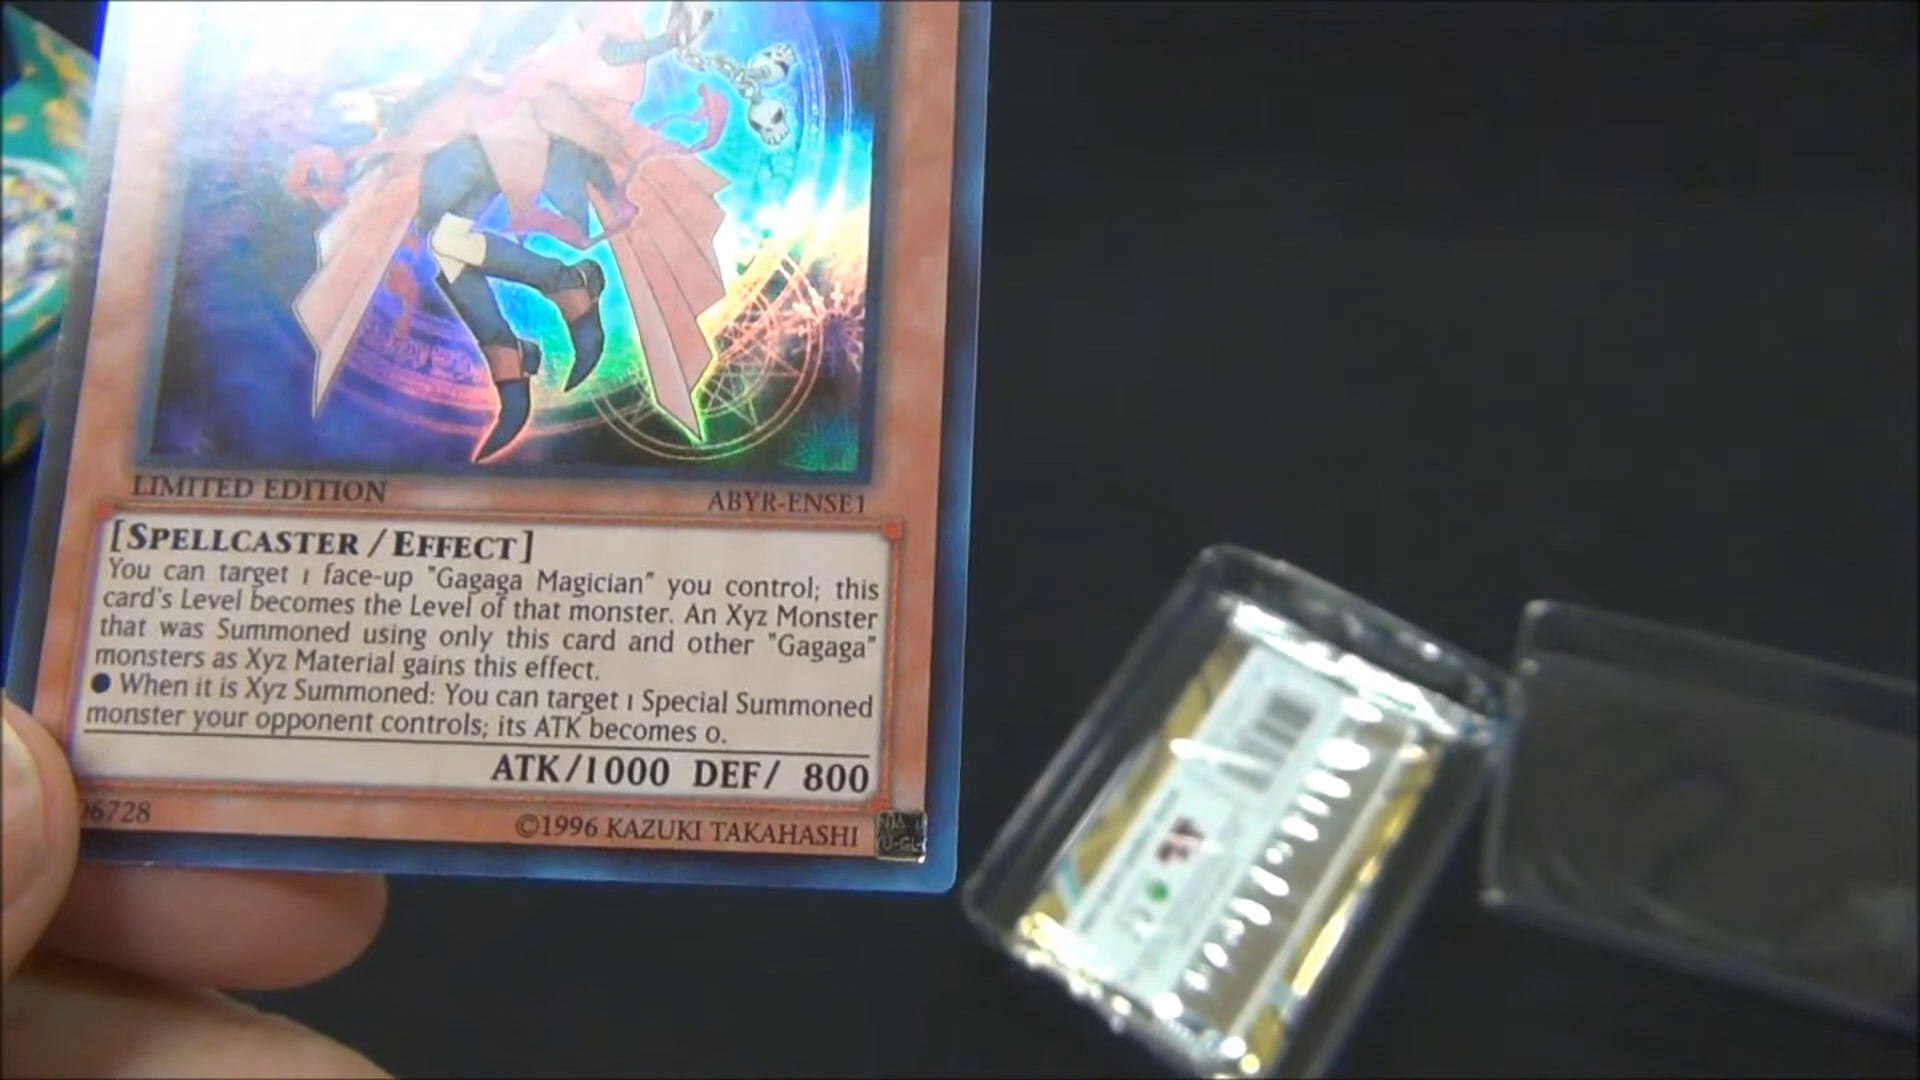 LIMITED EDITION
ABYR-ENSE1
[SPELLCASTER / EFFECT]
You can target 1 face-up "Gagaga Magician" you control; this
card's Level becomes the Level of that monster. An Xyz Monster
that was Summoned using only this card and other "Gagaga"
monsters as Xyz Material gains this effect.
● When it is Xyz Summoned: You can target 1 Special Summoned
monster your opponent controls; its ATK becomes 0.
ATK/1000 DEF/ 800
06728
©1996 KAZUKI TAKAHASHI